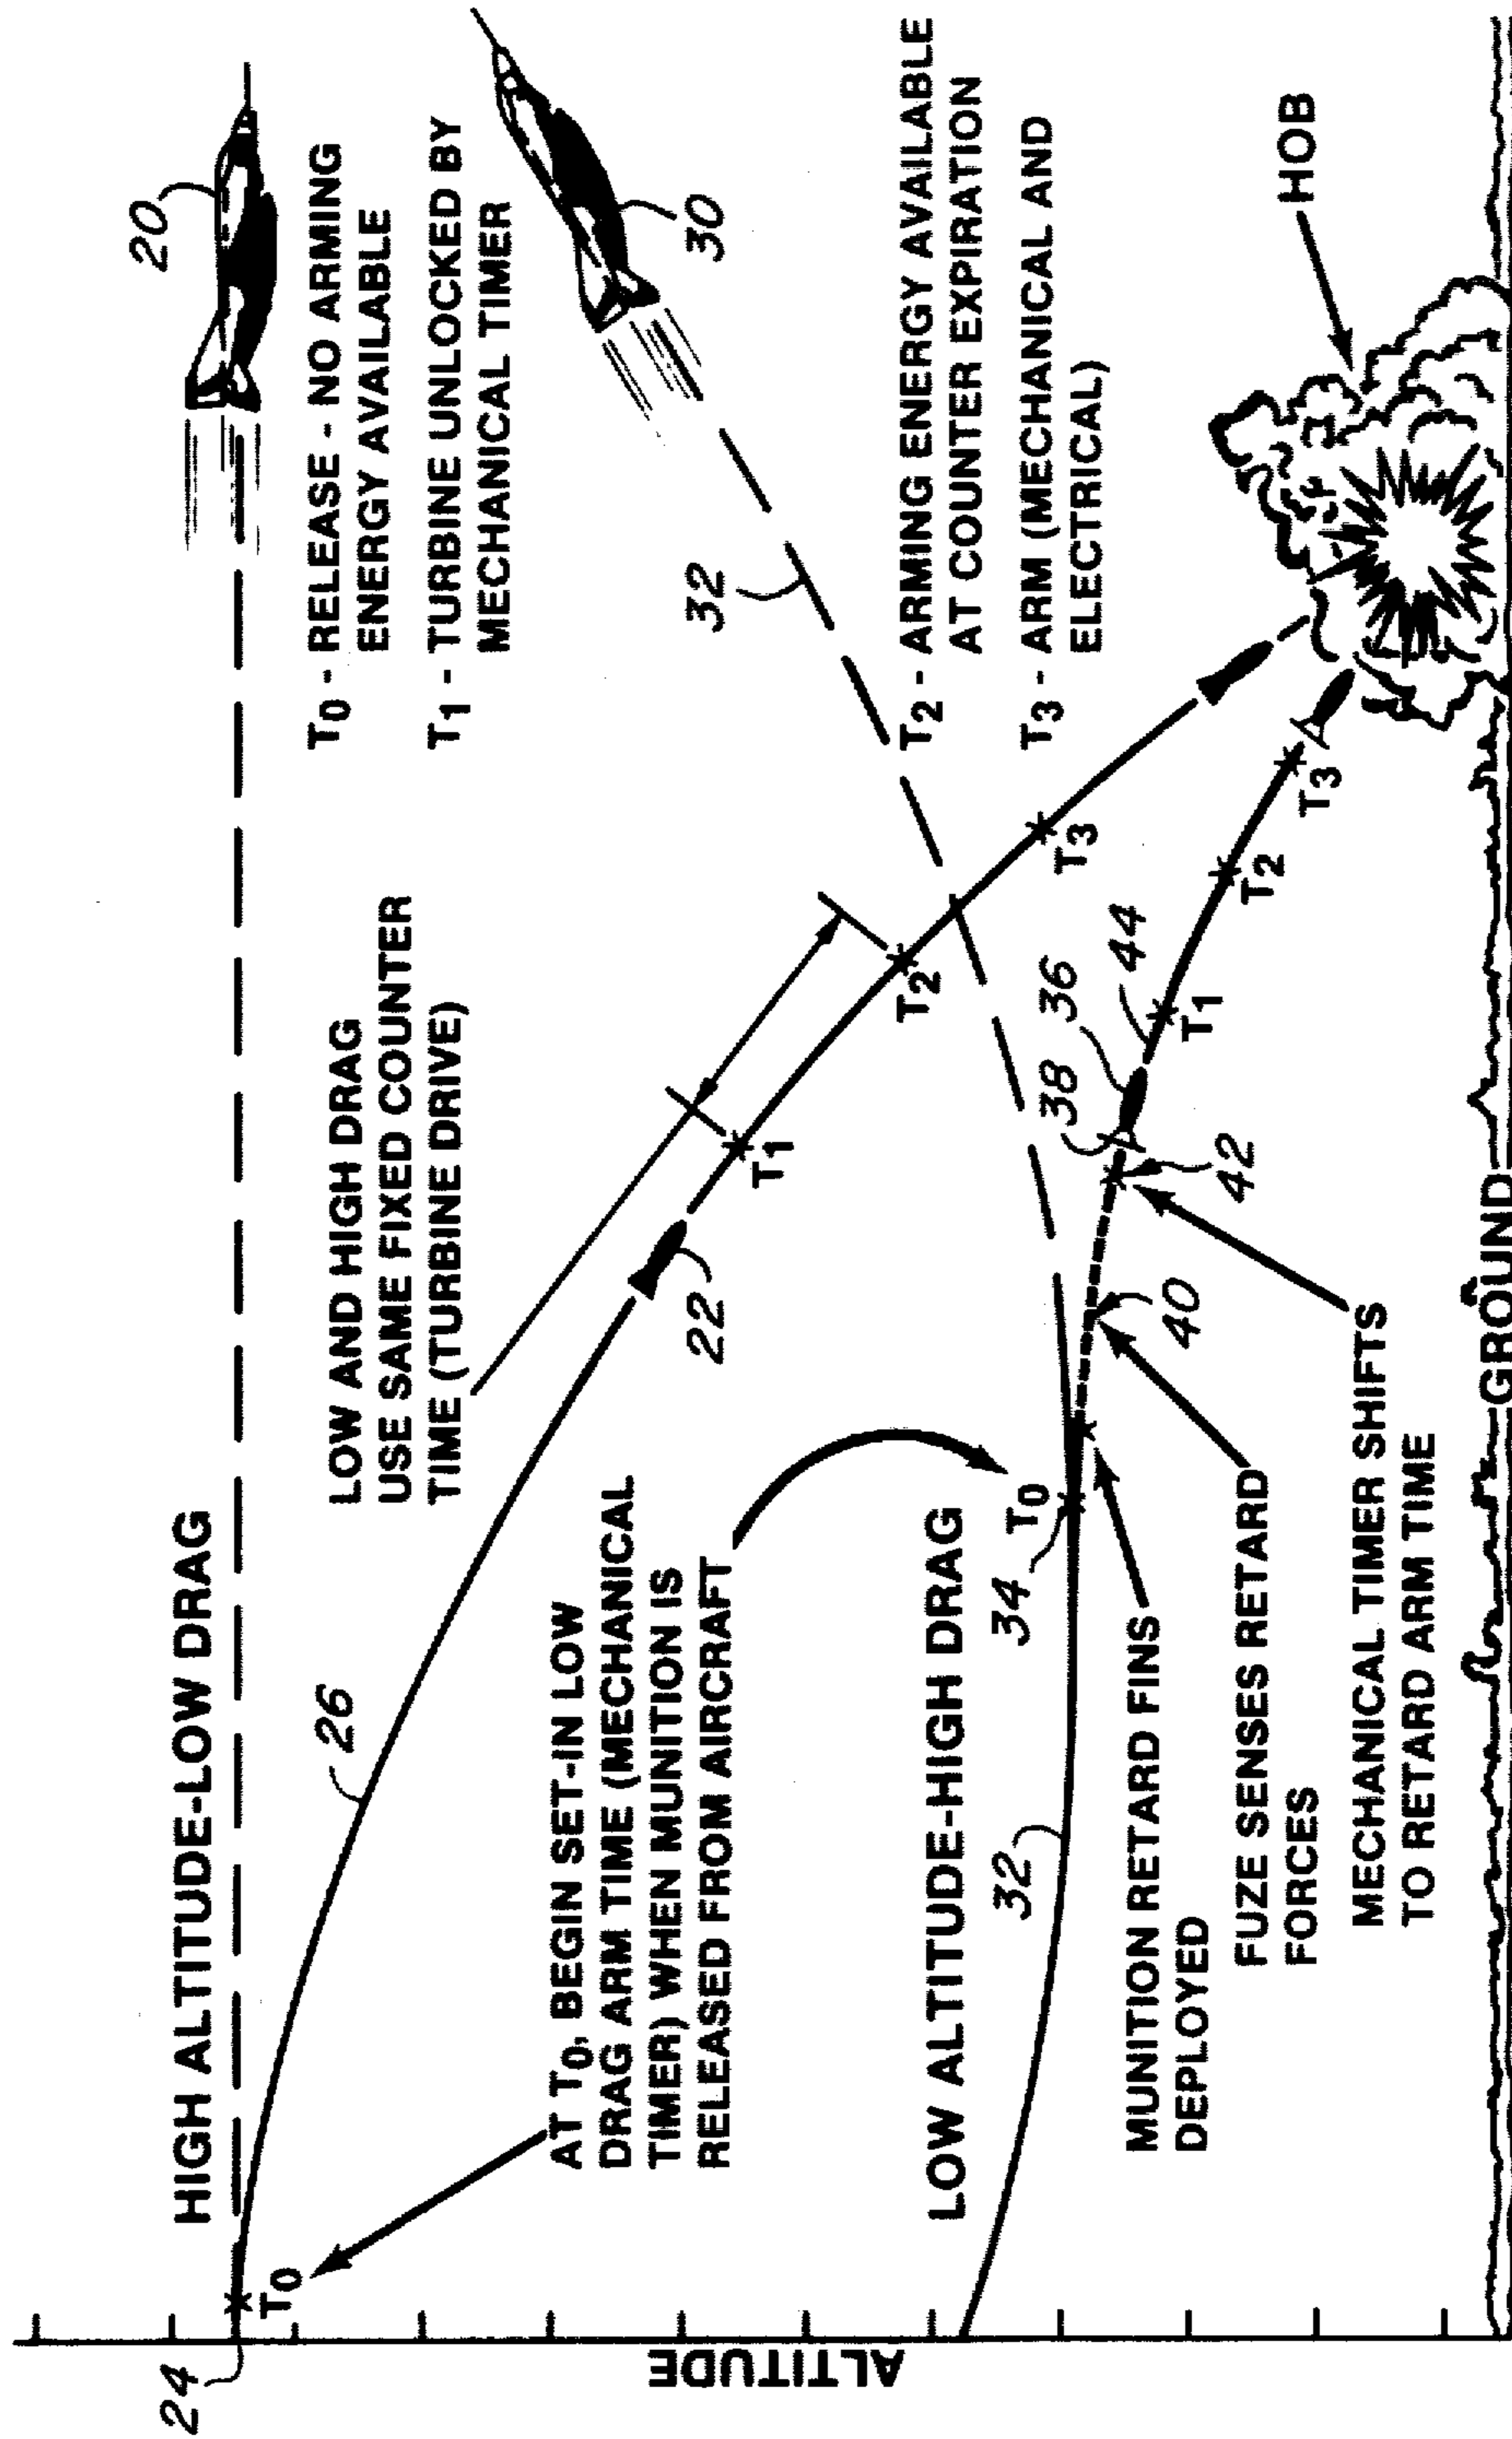 HIGH ALTITUDE-LOW DRAG
20
24
T0
26
LOW AND HIGH DRAG
USE SAME FIXED COUNTER
TIME (TURBINE DRIVE)
T0 - RELEASE - NO ARMING
ENERGY AVAILABLE
T1 - TURBINE UNLOCKED BY
MECHANICAL TIMER
30
AT T0, BEGIN SET-IN LOW
DRAG ARM TIME (MECHANICAL
TIMER) WHEN MUNITION IS
RELEASED FROM AIRCRAFT
22
T1
32
ALTITUDE
T2
T2 - ARMING ENERGY AVAILABLE
AT COUNTER EXPIRATION
T3 - ARM (MECHANICAL AND
ELECTRICAL)
LOW ALTITUDE-HIGH DRAG
32
34
T0
38
36
44
T3
MUNITION RETARD FINS
DEPLOYED
40
42
T1
T2
T3
HOB
FUZE SENSES RETARD
FORCES
MECHANICAL TIMER SHIFTS
TO RETARD ARM TIME
GROUND